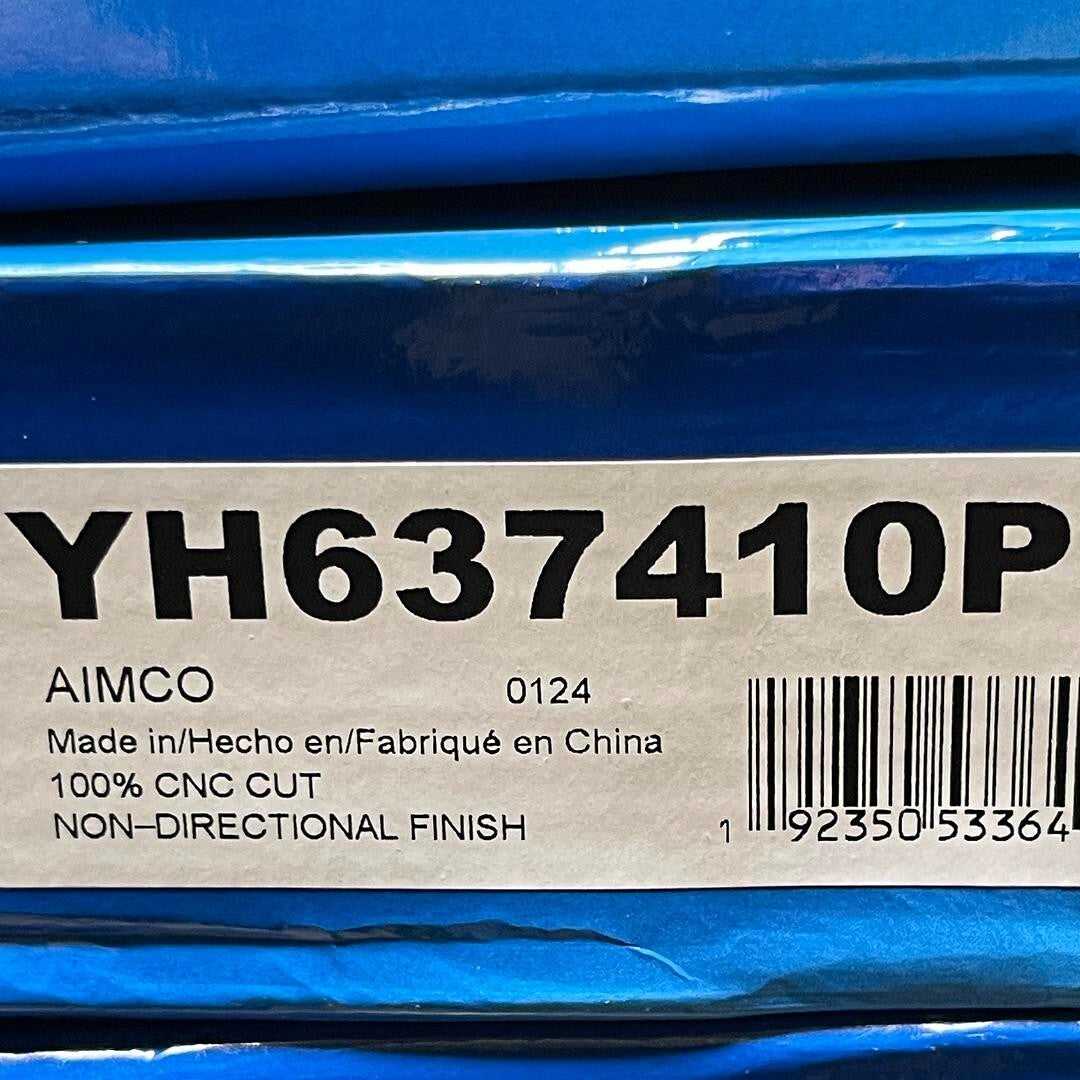 YH637410P
AIMCO 0124
Made in/Hecho en/Fabriqué en China
100% CNC CUT
NON-DIRECTIONAL FINISH
1 92350 53364